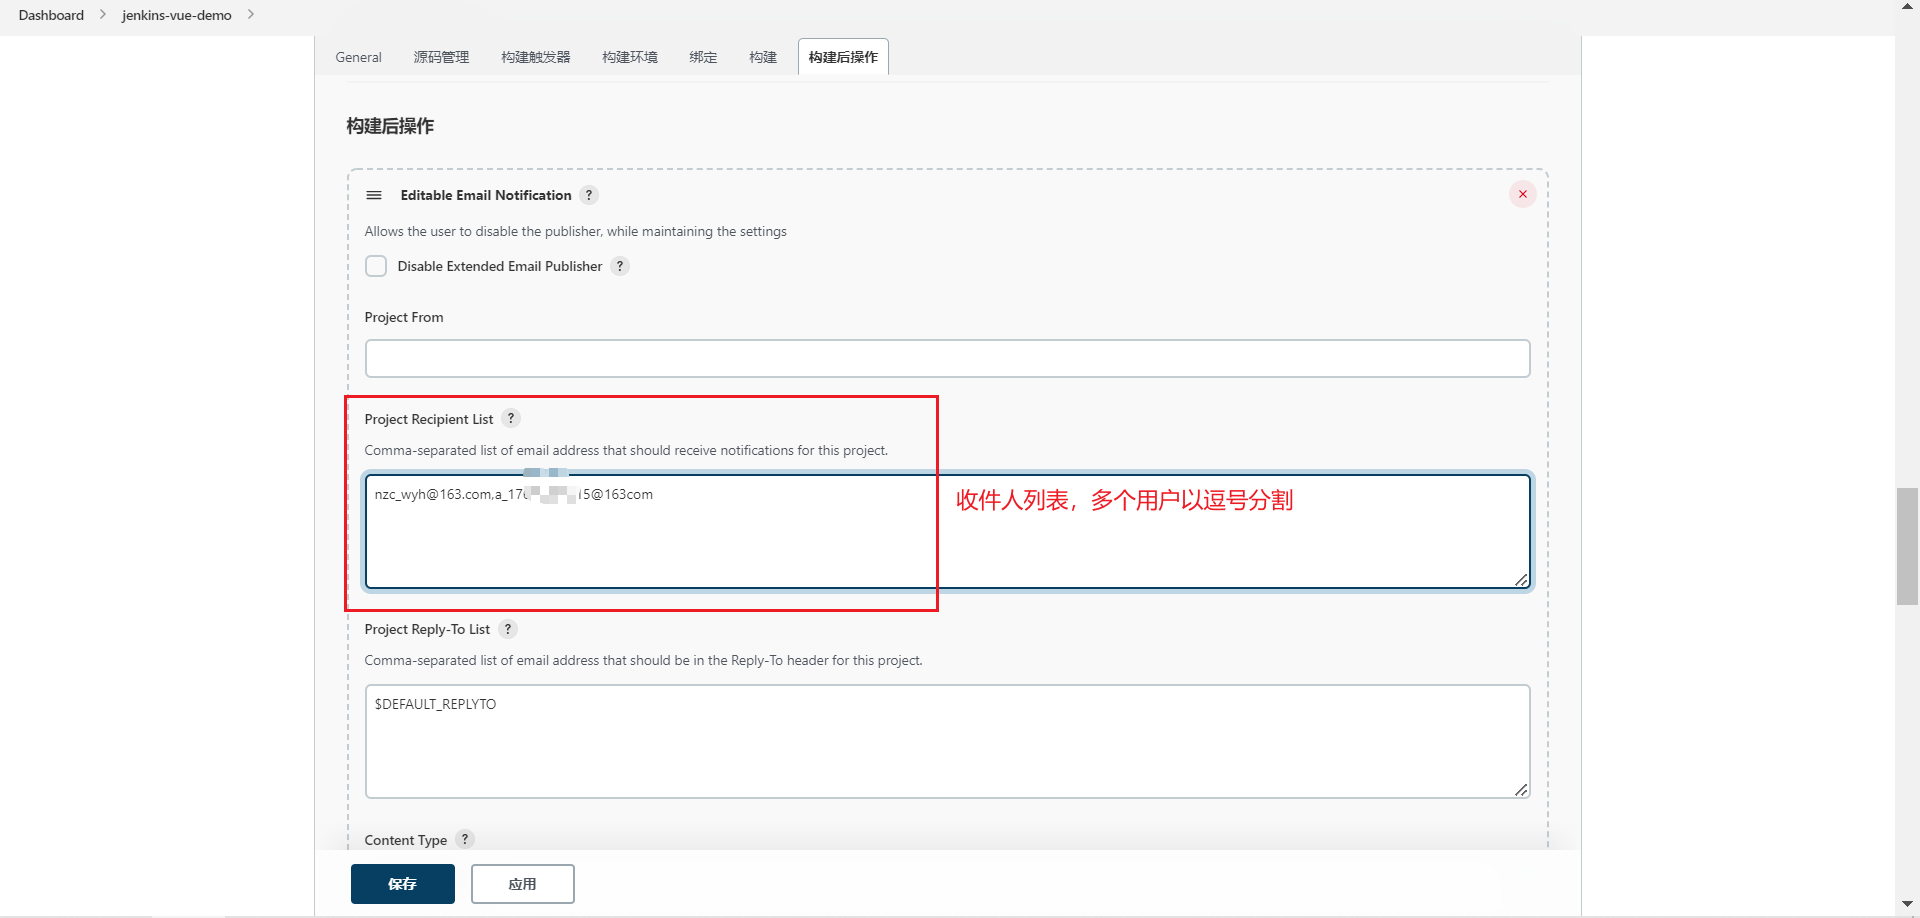 Dashboard > jenkins-vue-demo >
General 源码管理 构建触发器 构建环境 绑定 构建 构建后操作
构建后操作
Editable Email Notification ?
Allows the user to disable the publisher, while maintaining the settings
Disable Extended Email Publisher ?
Project From
Project Recipient List ?
Comma-separated list of email address that should receive notifications for this project.
nzc_wyh@163.com,a_17 15@163com
收件人列表，多个用户以逗号分割
Project Reply-To List ?
Comma-separated list of email address that should be in the Reply-To header for this project.
$DEFAULT_REPLYTO
Content Type ?
保存 应用